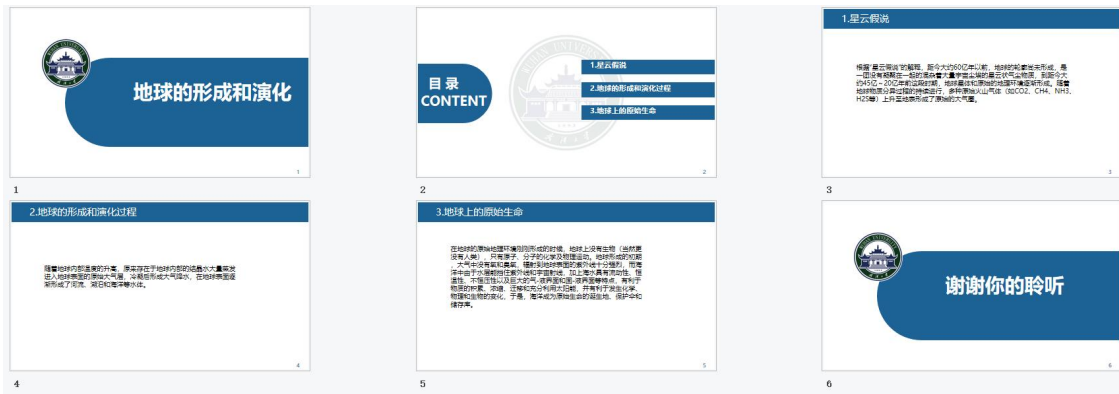 地球的形成和演化
1
1
目录
CONTENT
1.星云假说
2.地球的形成和演化过程
3.地球上的原始生命
2
2
1.星云假说
根据“星云假说”的解释，距今大约60亿年以前，地球的轮廓尚未形成，是
一团没有凝聚在一起的混杂着大量宇宙尘埃的星云状气尘物质，到距今大
约45亿～20亿年前这段时期，地球星体和原始的地理环境逐渐形成。随着
地球物质分异过程的持续进行，多种原始火山气体（如CO2、CH4、NH3、
H2S等）上升至地表形成了原始的大气圈。
3
3
2.地球的形成和演化过程
随着地球内部温度的升高，原来存在于地球内部的结晶水大量蒸发
进入地球表面的原始大气层，冷凝后形成大气降水，在地球表面逐
渐形成了河流、湖泊和海洋等水体。
4
4
3.地球上的原始生命
在地球的原始地理环境刚刚形成的时候，地球上没有生物（当然更
没有人类），只有原子、分子的化学及物理运动。地球形成的初期
，大气中没有氧和臭氧，辐射到地球表面的紫外线十分强烈，而海
洋中由于水层能挡住紫外线和宇宙射线，加上海水具有流动性、恒
温性、不恒压性以及巨大的气-液界面和固-液界面等特点，有利于
物质的积累、浓缩、迁移和充分利用太阳能，并有利于发生化学、
物理和生物的变化，于是，海洋成为原始生命的诞生地、保护伞和
储存库。
5
5
谢谢你的聆听
6
6